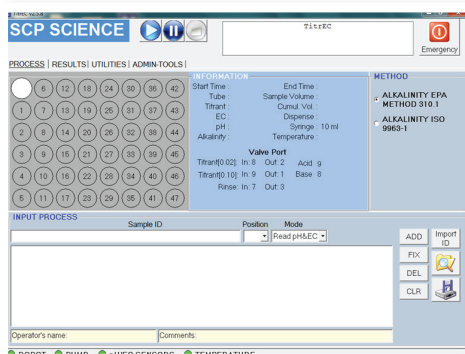 SCP SCIENCE
TitrEC
Emergency
PROCESS | RESULTS | UTILITIES | ADMIN-TOOLS |
6 12 18 24 30 36 42
1 7 13 19 25 31 37 43
2 8 14 20 26 32 38 44
3 9 15 21 27 33 39 45
4 10 16 22 28 34 40 46
5 11 17 23 29 35 41 47
INFORMATION
Start Time : End Time :
Tube : Sample Volume :
Titrant : Cumul. Vol. :
EC : Dispense :
pH : Syringe : 10 ml
Alkalinity : Temperature :
Valve Port
Titrant[0.02]: In: 8 Out: 2 Acid 9
Titrant[0.10]: In: 9 Out: 1 Base 8
Rinse: In: 7 Out: 3
METHOD
ALKALINITY EPA
METHOD 310.1
ALKALINITY ISO
9963-1
INPUT PROCESS
Sample ID Position Mode
Read pH&EC
ADD
Import
ID
FIX
DEL
CLR
Operator's name: Comments:
ROBOT PUMP pH/EC SENSORS TEMPERATURE